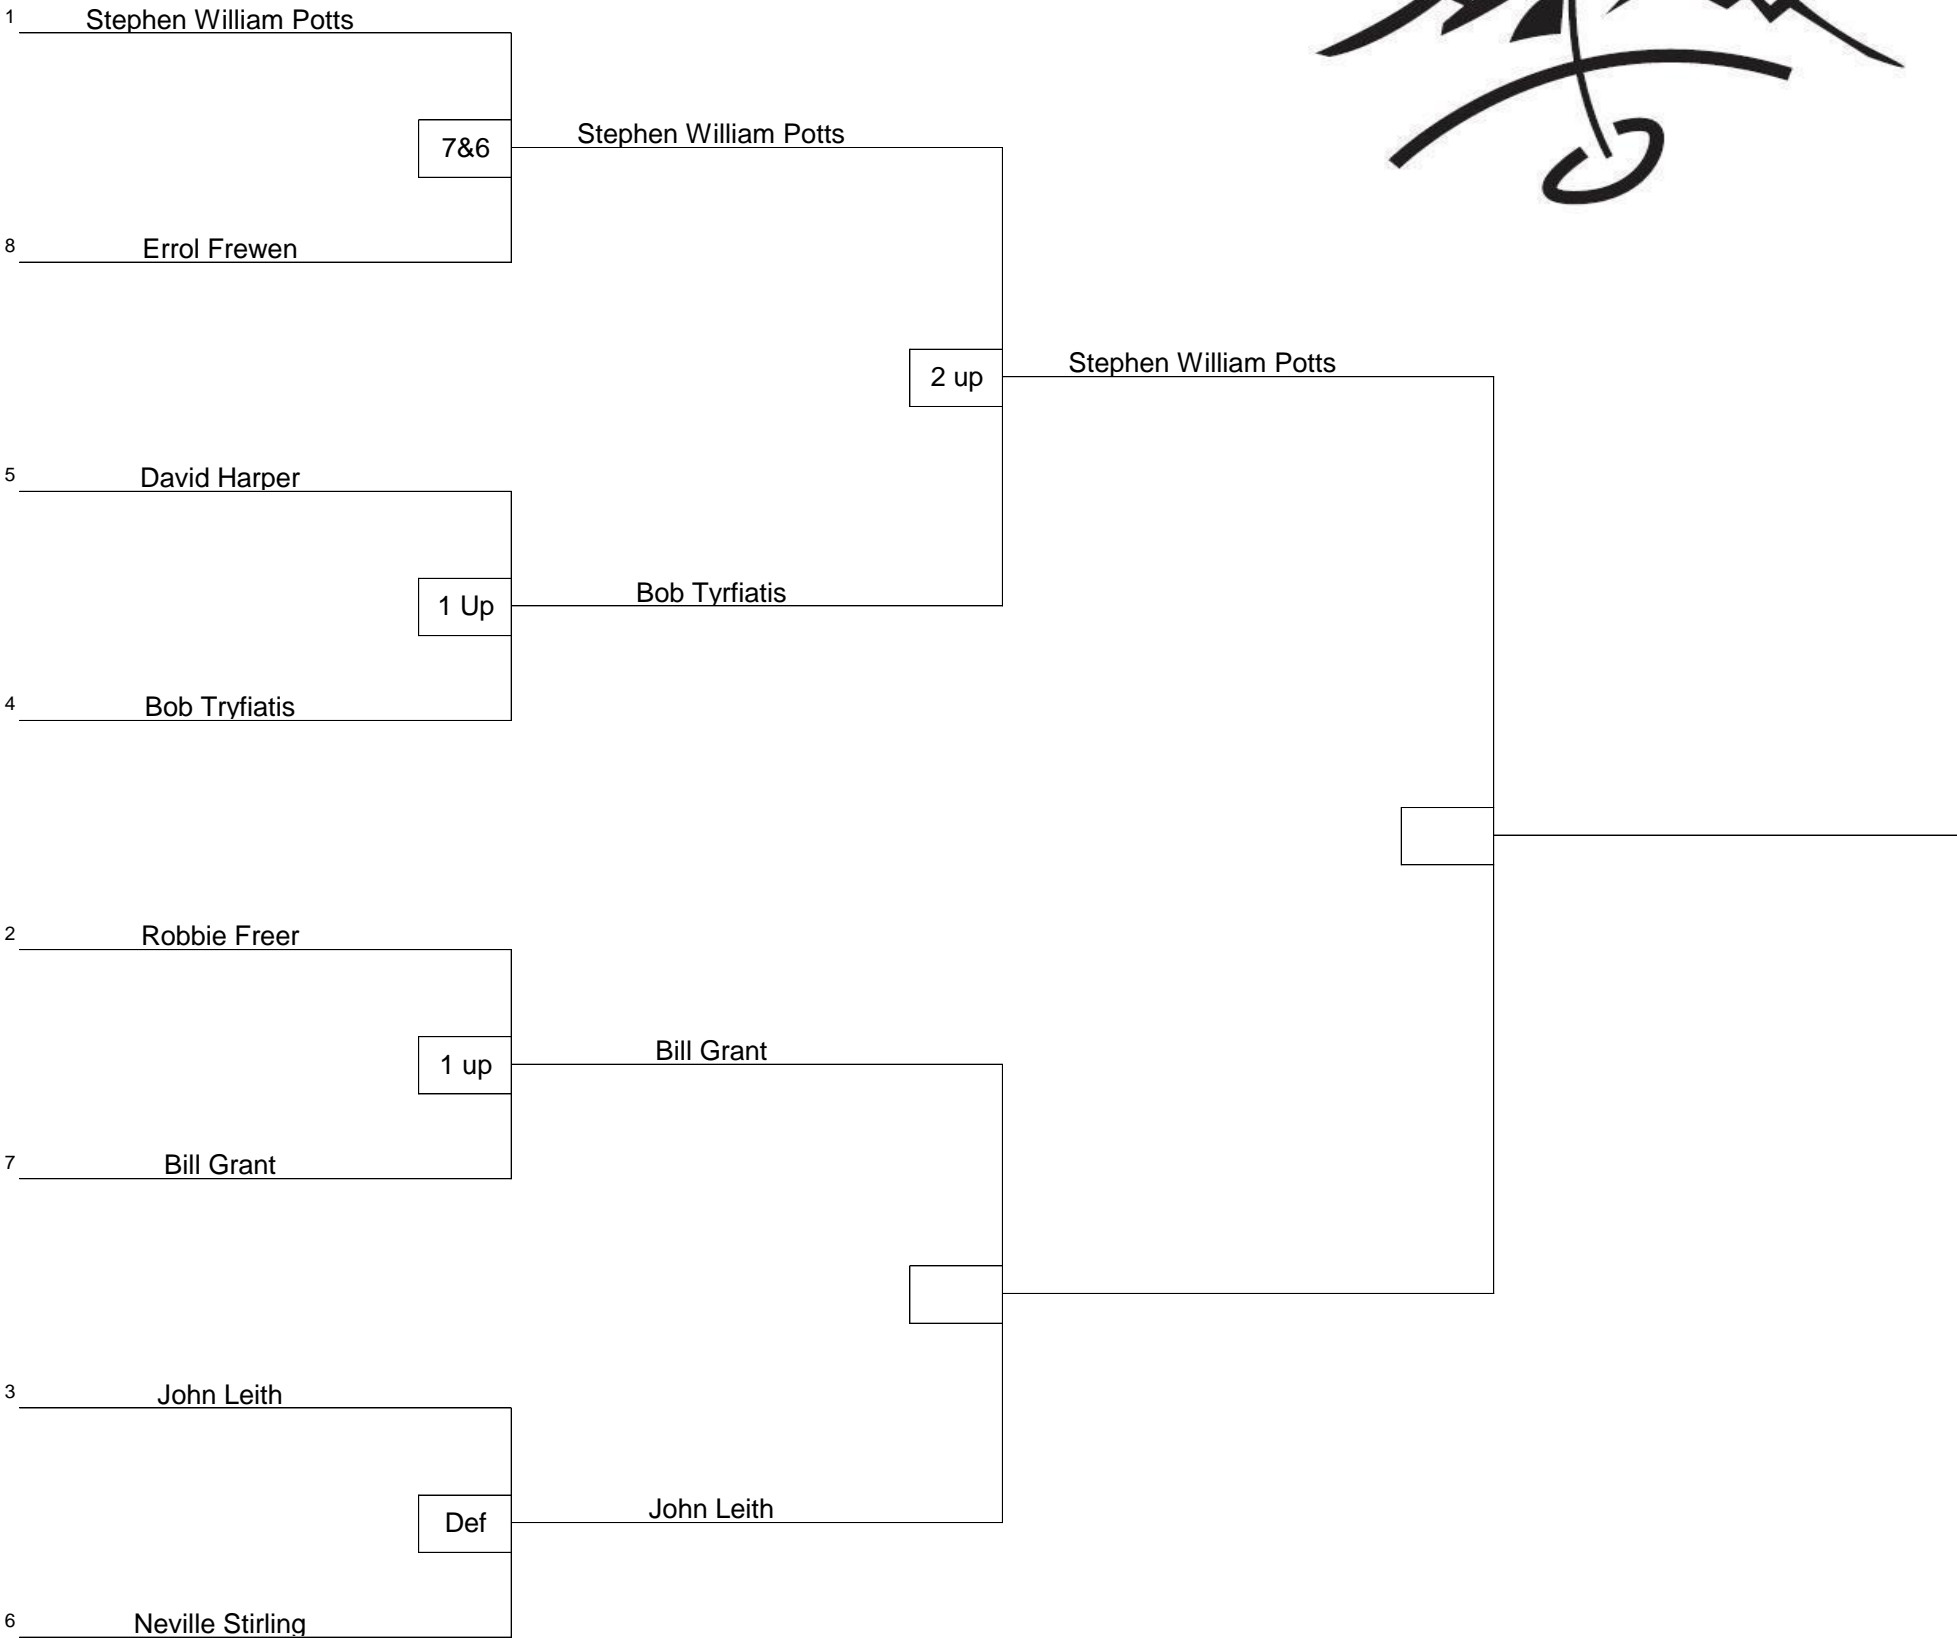 1 Stephen William Potts
7&6 Stephen William Potts
8 Errol Frewen
2 up Stephen William Potts
5 David Harper
1 Up Bob Tyrfiatis
4 Bob Tryfiatis
2 Robbie Freer
1 up Bill Grant
7 Bill Grant
3 John Leith
Def John Leith
6 Neville Stirling